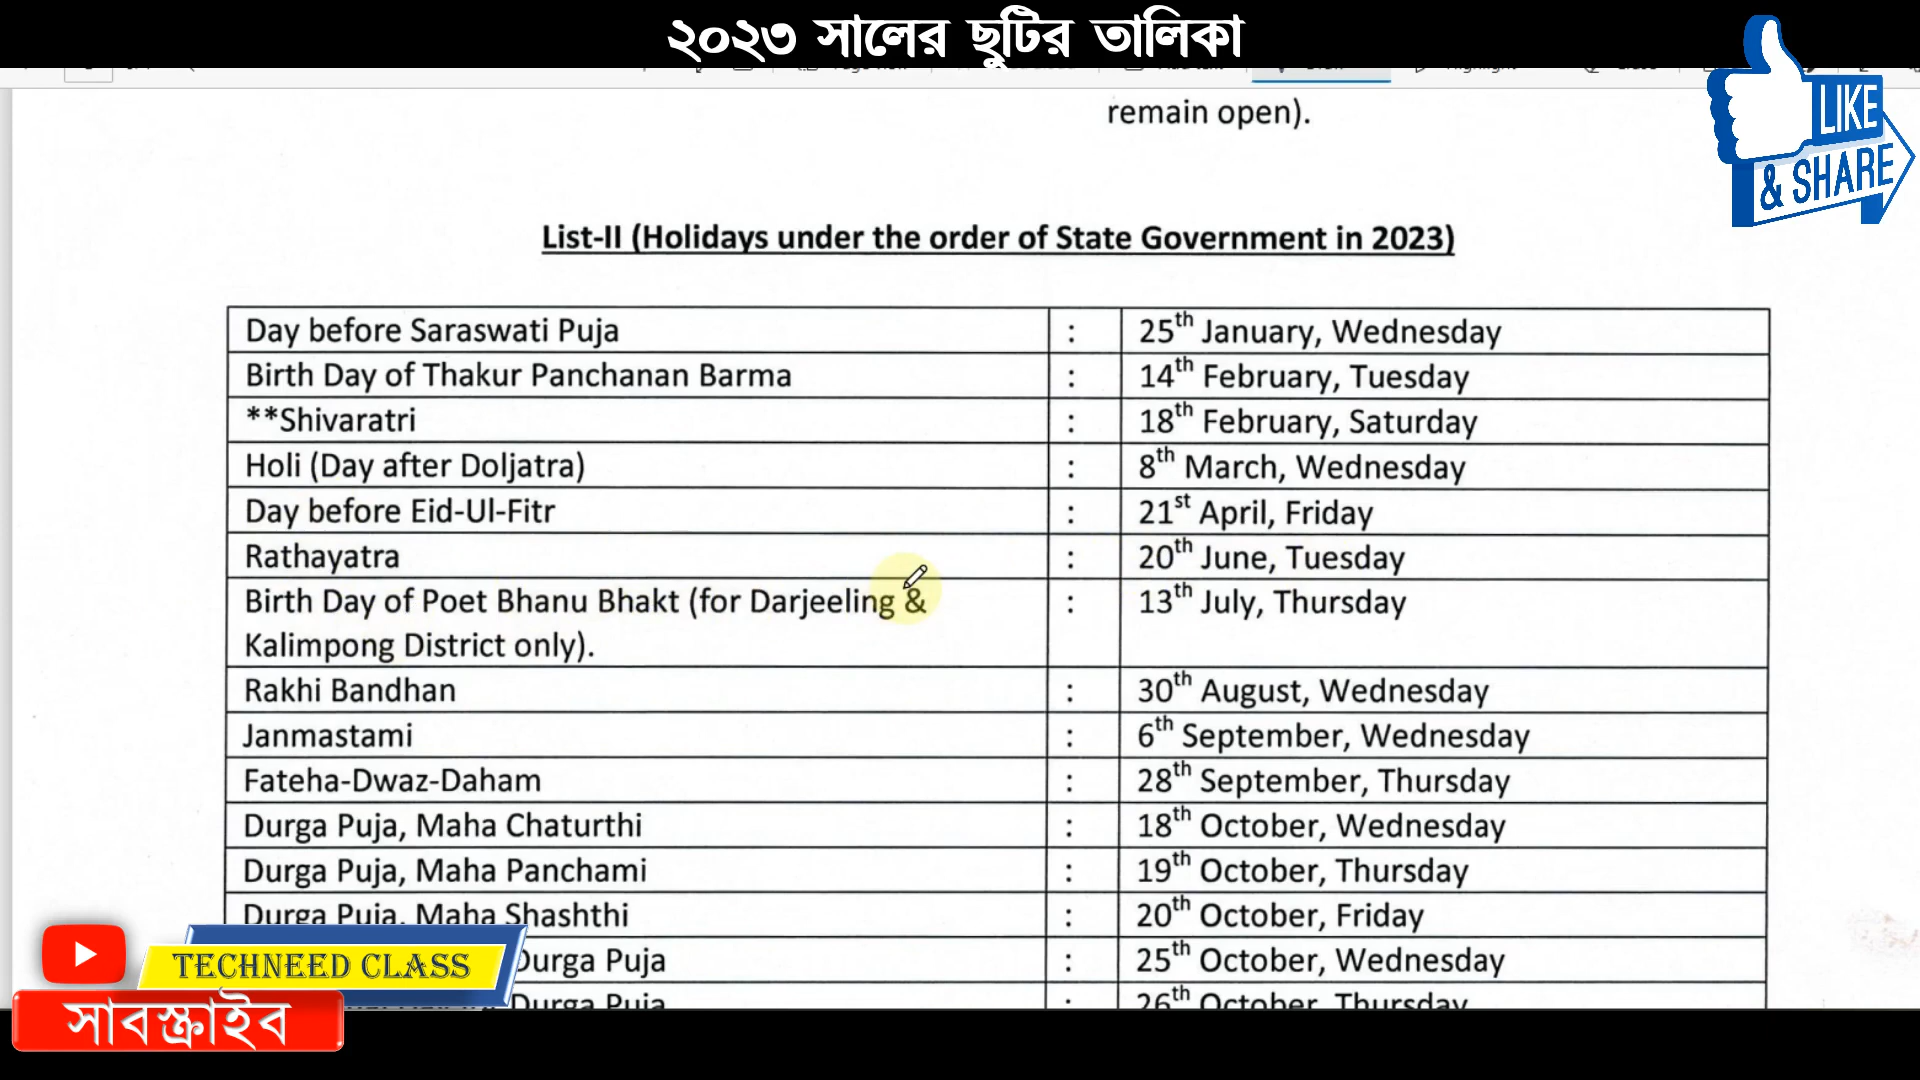 ২০২৩ সালের ছুটির তালিকা
LIKE
& SHARE
remain open).
List-II (Holidays under the order of State Government in 2023)
Day before Saraswati Puja : 25th January, Wednesday
Birth Day of Thakur Panchanan Barma : 14th February, Tuesday
**Shivaratri : 18th February, Saturday
Holi (Day after Doljatra) : 8th March, Wednesday
Day before Eid-Ul-Fitr : 21st April, Friday
Rathayatra : 20th June, Tuesday
Birth Day of Poet Bhanu Bhakt (for Darjeeling & : 13th July, Thursday
Kalimpong District only).
Rakhi Bandhan : 30th August, Wednesday
Janmastami : 6th September, Wednesday
Fateha-Dwaz-Daham : 28th September, Thursday
Durga Puja, Maha Chaturthi : 18th October, Wednesday
Durga Puja, Maha Panchami : 19th October, Thursday
Durga Puja, Maha Shashthi : 20th October, Friday
Durga Puja : 25th October, Wednesday
Durga Puja : 26th October, Thursday
TECHNEED CLASS
সাবস্ক্রাইব